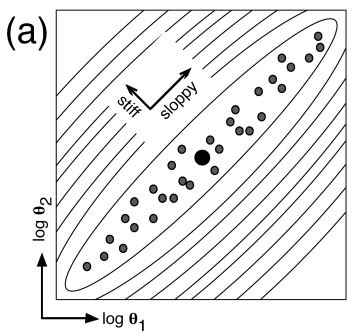 (a)
stiff
sloppy
log θ₂
log θ₁